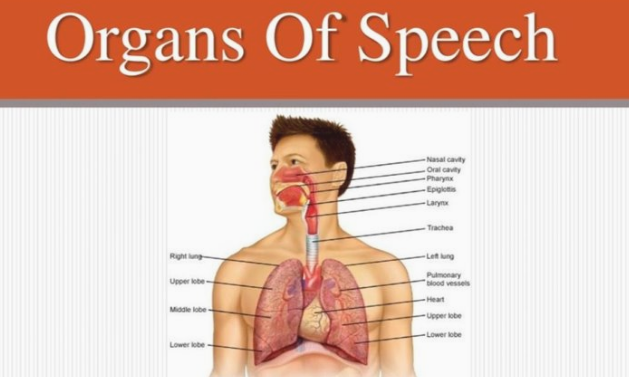 Organs Of Speech
Nasal cavity
Oral cavity
Pharynx
Epiglottis
Larynx
Trachea
Right lung
Left lung
Upper lobe
Pulmonary
blood vessels
Heart
Middle lobe
Upper lobe
Lower lobe
Lower lobe